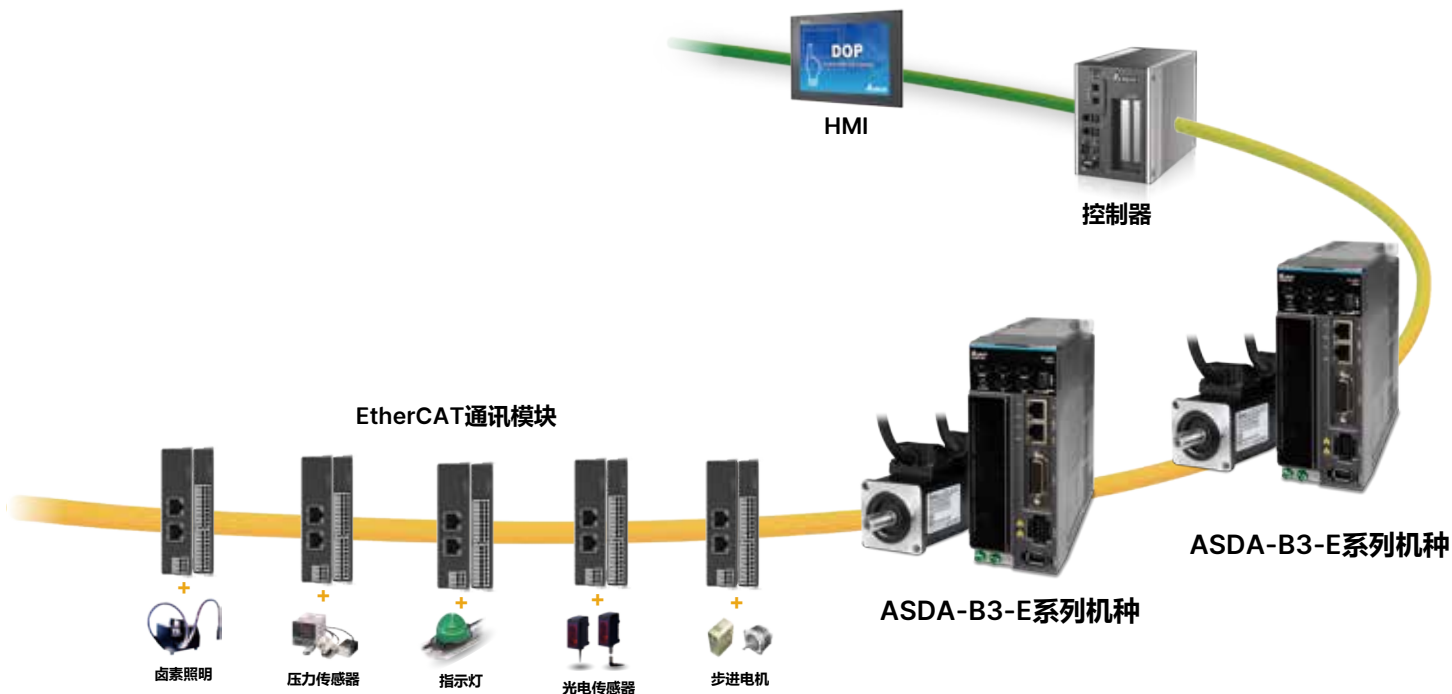 DOP
HMI
控制器
EtherCAT通讯模块
ASDA-B3-E系列机种
ASDA-B3-E系列机种
卤素照明
压力传感器
指示灯
光电传感器
步进电机